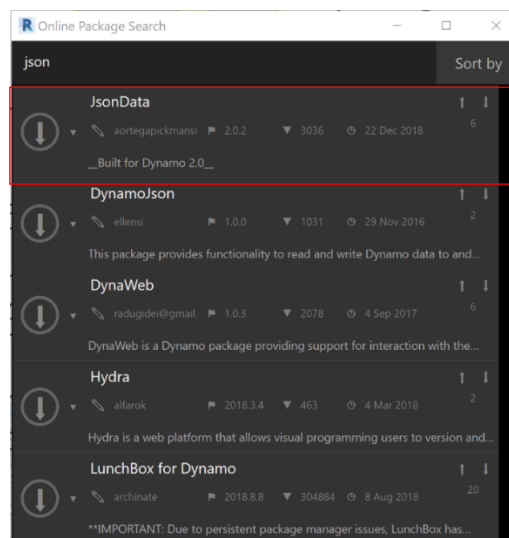 R Online Package Search
json Sort by
JsonData
aortegapickmans 2.0.2 3036 22 Dec 2018 6
__Built for Dynamo 2.0__
DynamoJson
ellensi 1.0.0 1031 29 Nov 2016 2
This package provides functionality to read and write Dynamo data to and...
DynaWeb
radugidei@gmail. 1.0.3 2078 4 Sep 2017 6
DynaWeb is a Dynamo package providing support for interaction with the...
Hydra
alfarok 2018.3.4 463 4 Mar 2018 2
Hydra is a web platform that allows visual programming users to version and...
LunchBox for Dynamo
archinate 2018.8.8 304884 8 Aug 2018 20
**IMPORTANT: Due to persistent package manager issues, LunchBox has...